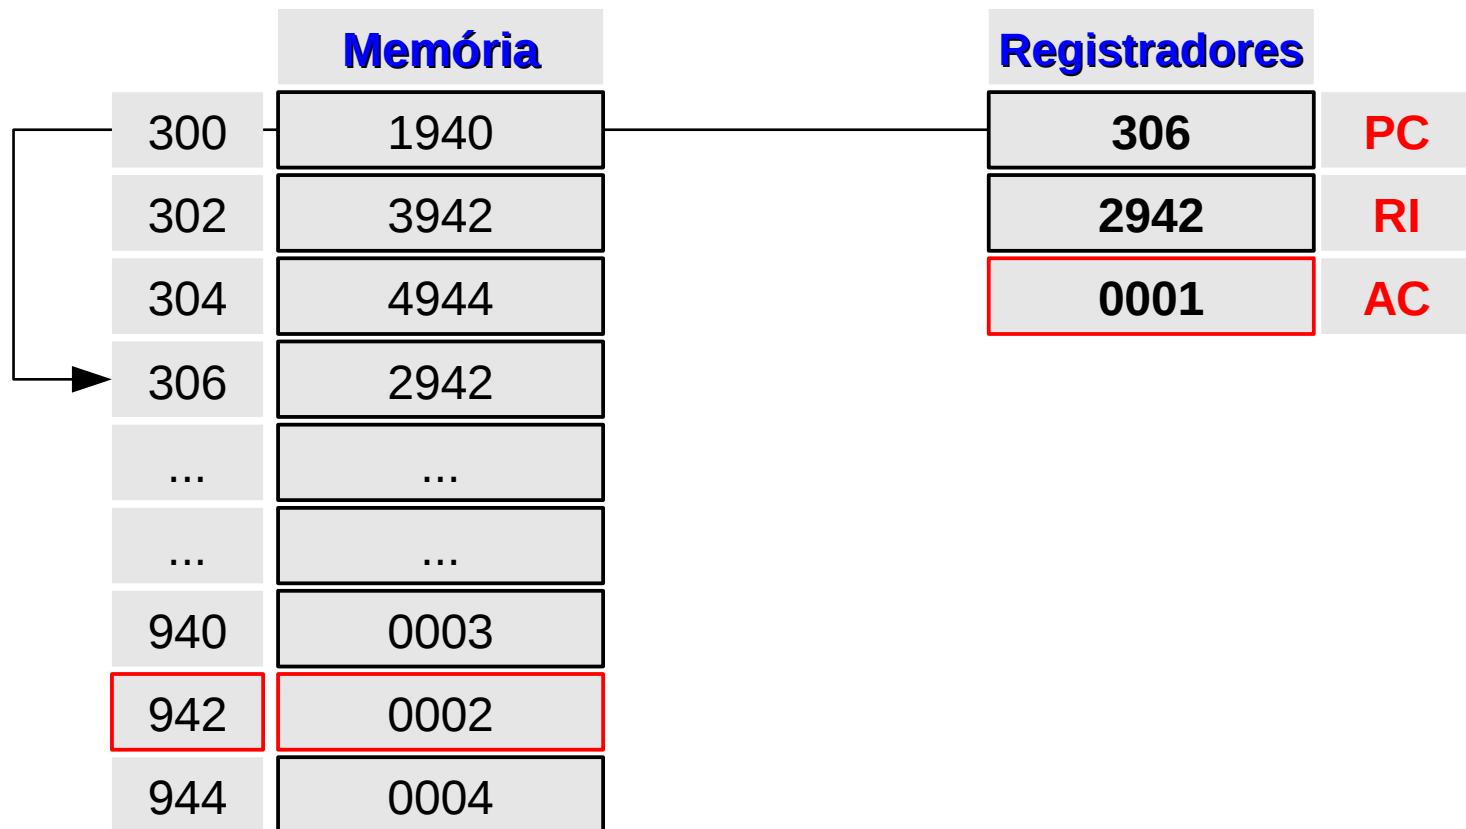 Memória Registradores
300 1940 306 PC
302 3942 2942 RI
304 4944 0001 AC
306 2942
... ...
... ...
940 0003
942 0002
944 0004